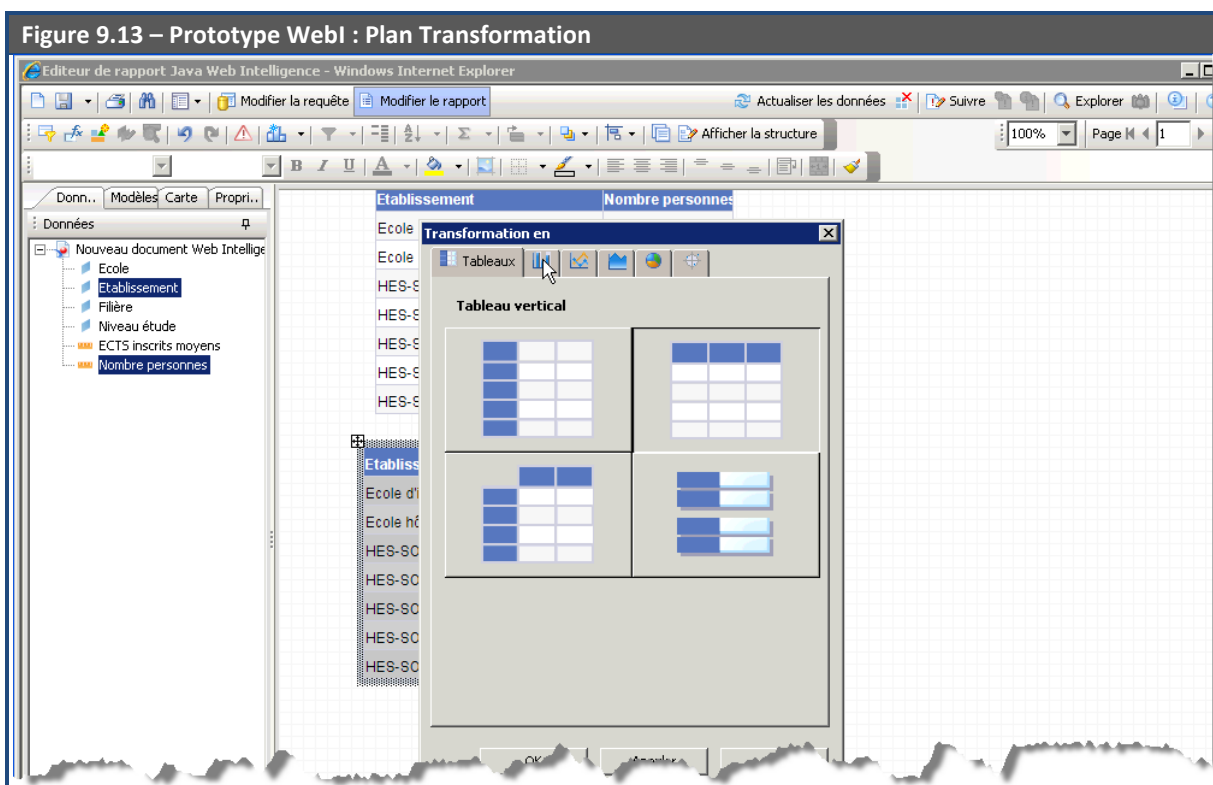 Figure 9.13 – Prototype WebI : Plan Transformation
Editeur de rapport Java Web Intelligence - Windows Internet Explorer
Modifier la requête Modifier le rapport Actualiser les données Suivre Explorer
Afficher la structure 100% Page 1
B I U A
Donn.. Modèles Carte Propri..
Données
Nouveau document Web Intellige
Ecole
Etablissement
Filière
Niveau étude
ECTS inscrits moyens
Nombre personnes
Etablissement Nombre personnes
Ecole
Ecole
HES-S
HES-S
HES-S
HES-S
HES-S
Transformation en
Tableaux
Tableau vertical
Etabliss
Ecole d'i
Ecole hô
HES-SO
HES-SO
HES-SO
HES-SO
HES-SO
OK Annuler